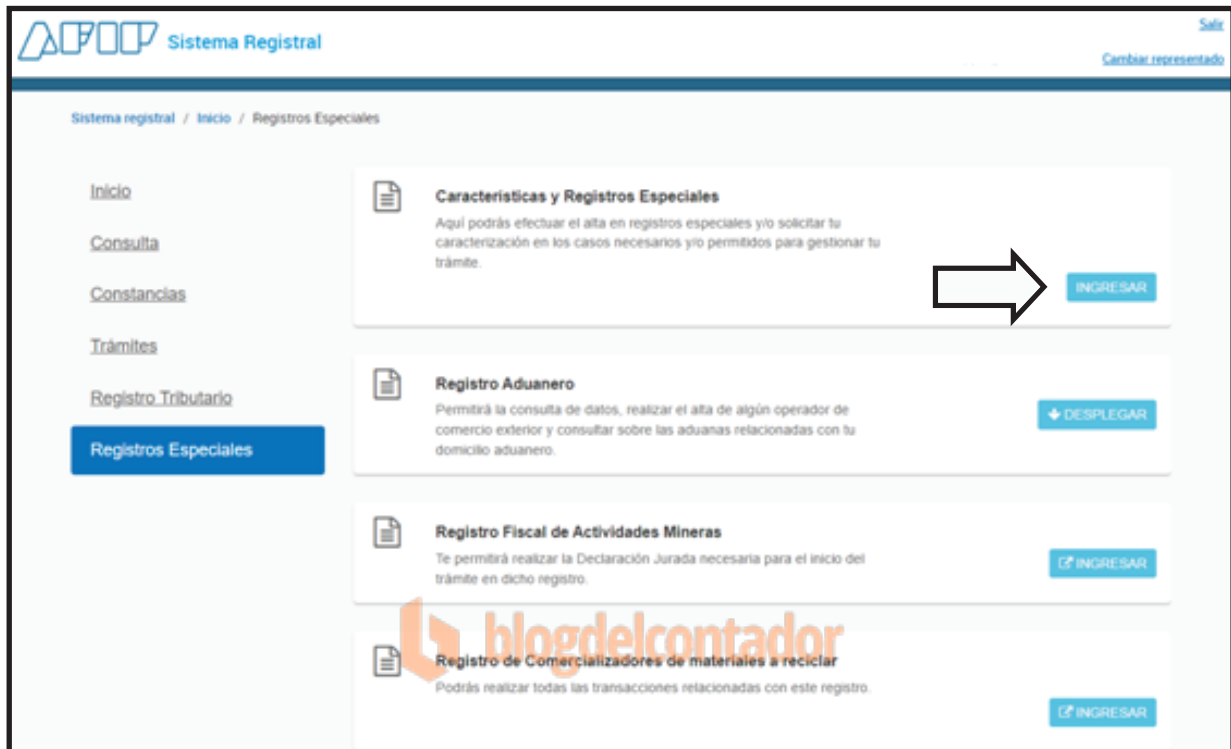 AFIP Sistema Registral
Salir
Cambiar representado
Sistema registral / Inicio / Registros Especiales
Inicio
Consulta
Constancias
Trámites
Registro Tributario
Registros Especiales
Características y Registros Especiales
Aquí podrás efectuar el alta en registros especiales y/o solicitar tu
caracterización en los casos necesarios y/o permitidos para gestionar tu
trámite.
INGRESAR
Registro Aduanero
Permitirá la consulta de datos, realizar el alta de algún operador de
comercio exterior y consultar sobre las aduanas relacionadas con tu
domicilio aduanero.
DESPLEGAR
Registro Fiscal de Actividades Mineras
Te permitirá realizar la Declaración Jurada necesaria para el inicio del
trámite en dicho registro.
INGRESAR
blogdelcontador
Registro de Comercializadores de materiales a reciclar
Podrás realizar todas las transacciones relacionadas con este registro.
INGRESAR